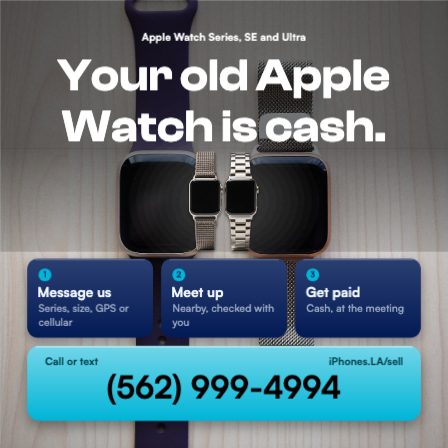 Apple Watch Series, SE and Ultra
Your old Apple
Watch is cash.
1
Message us
Series, size, GPS or
cellular
2
Meet up
Nearby, checked with
you
3
Get paid
Cash, at the meeting
Call or text
iPhones.LA/sell
(562) 999-4994